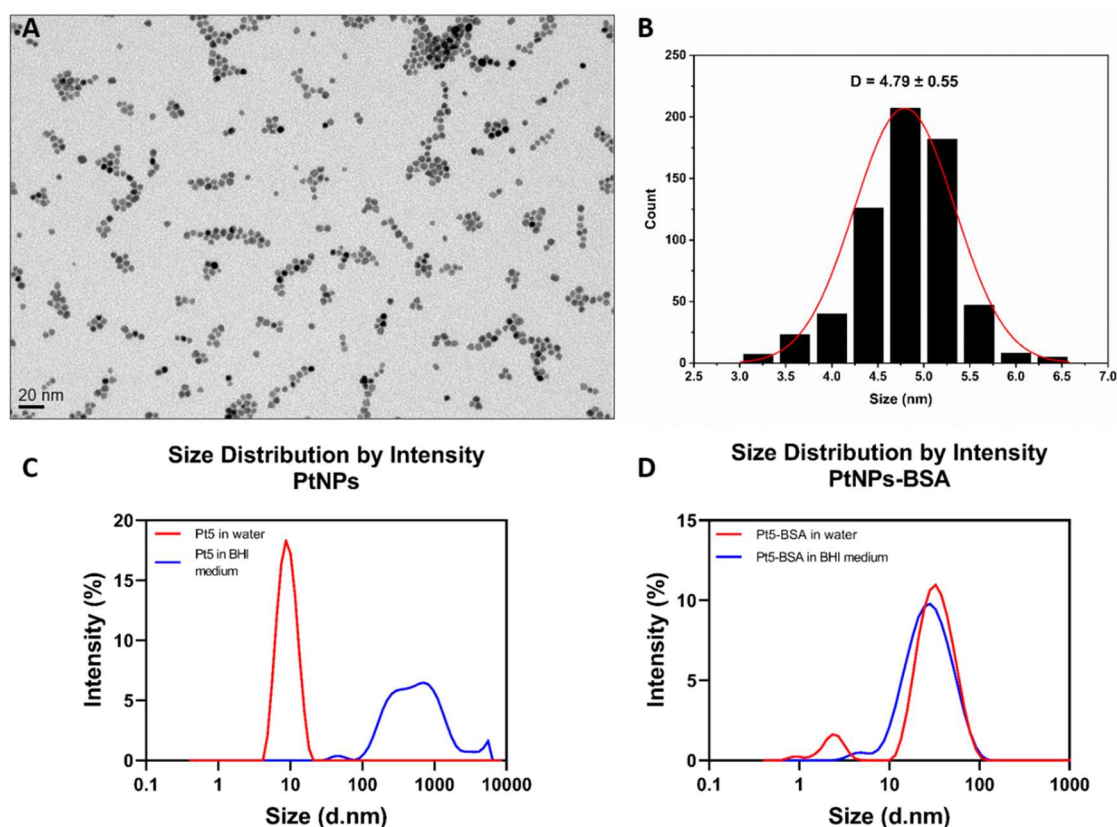 A
20 nm
B
D = 4.79 ± 0.55
250
200
150
100
50
0
Count
2.5 3.0 3.5 4.0 4.5 5.0 5.5 6.0 6.5 7.0
Size (nm)
C
Size Distribution by Intensity
PtNPs
Pt5 in water
Pt5 in BHI
medium
20
15
10
5
0
Intensity (%)
0.1 1 10 100 1000 10000
Size (d.nm)
D
Size Distribution by Intensity
PtNPs-BSA
Pt5-BSA in water
Pt5-BSA in BHI medium
15
10
5
0
Intensity (%)
0.1 1 10 100 1000
Size (d.nm)